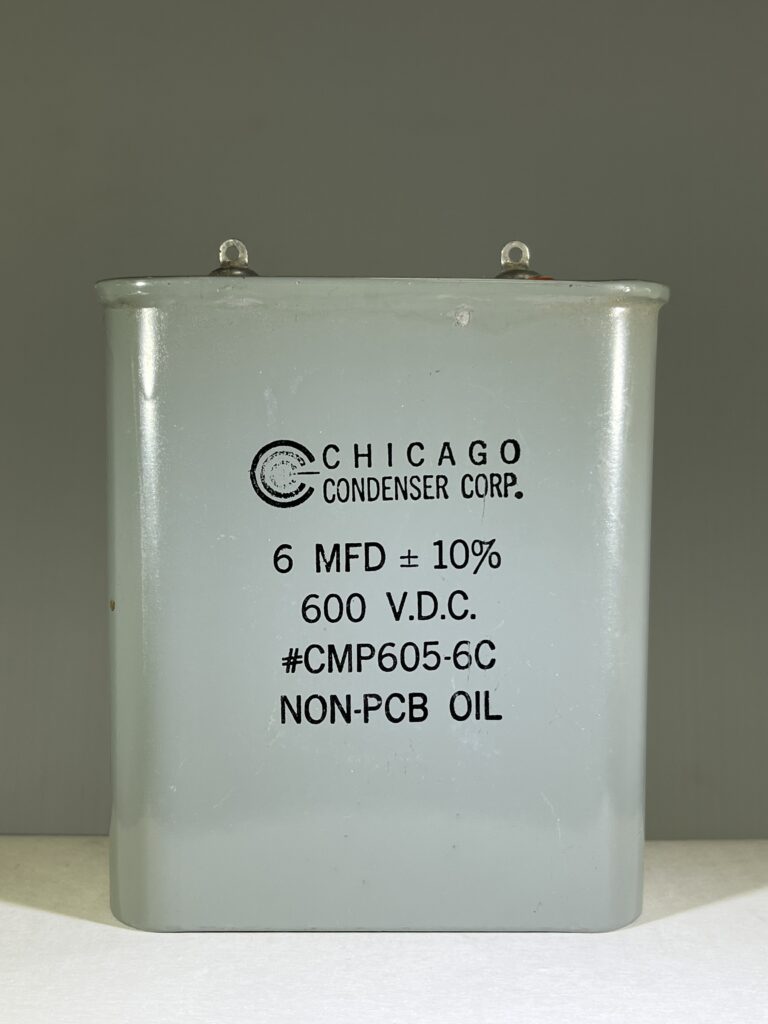 CHICAGO
CONDENSER CORP.
6 MFD ± 10%
600 V.D.C.
#CMP605-6C
NON-PCB OIL